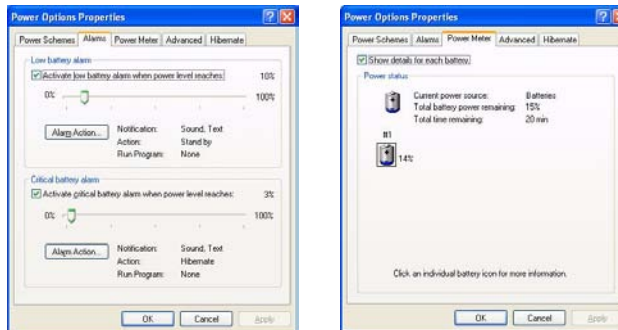 Power Options Properties
Power Schemes Alarms Power Meter Advanced Hibernate
Low battery alarm
Activate low battery alarm when power level reaches: 10%
0% 100%
Alarm Action... Notification: Sound, Text
Action: Stand by
Run Program: None
Critical battery alarm
Activate critical battery alarm when power level reaches: 3%
0% 100%
Alarm Action... Notification: Sound, Text
Action: Hibernate
Run Program: None
OK Cancel Apply
Power Options Properties
Power Schemes Alarms Power Meter Advanced Hibernate
Show details for each battery.
Power status
Current power source: Batteries
Total battery power remaining: 15%
Total time remaining: 20 min
#1
14%
Click an individual battery icon for more information.
OK Cancel Apply